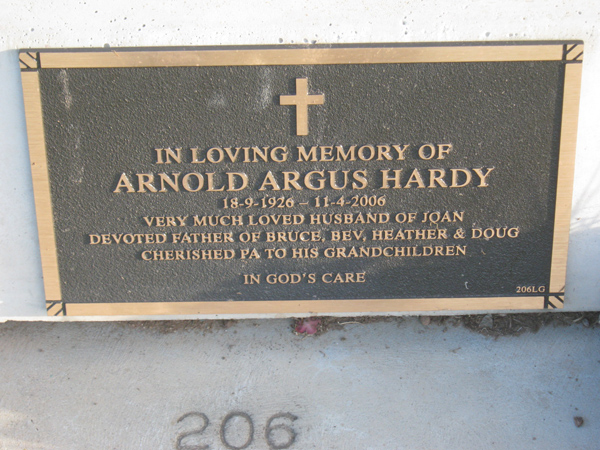 IN LOVING MEMORY OF
ARNOLD ARGUS HARDY
18-9-1926 – 11-4-2006
VERY MUCH LOVED HUSBAND OF JOAN
DEVOTED FATHER OF BRUCE, BEV, HEATHER & DOUG
CHERISHED PA TO HIS GRANDCHILDREN
IN GOD'S CARE
206LG
206